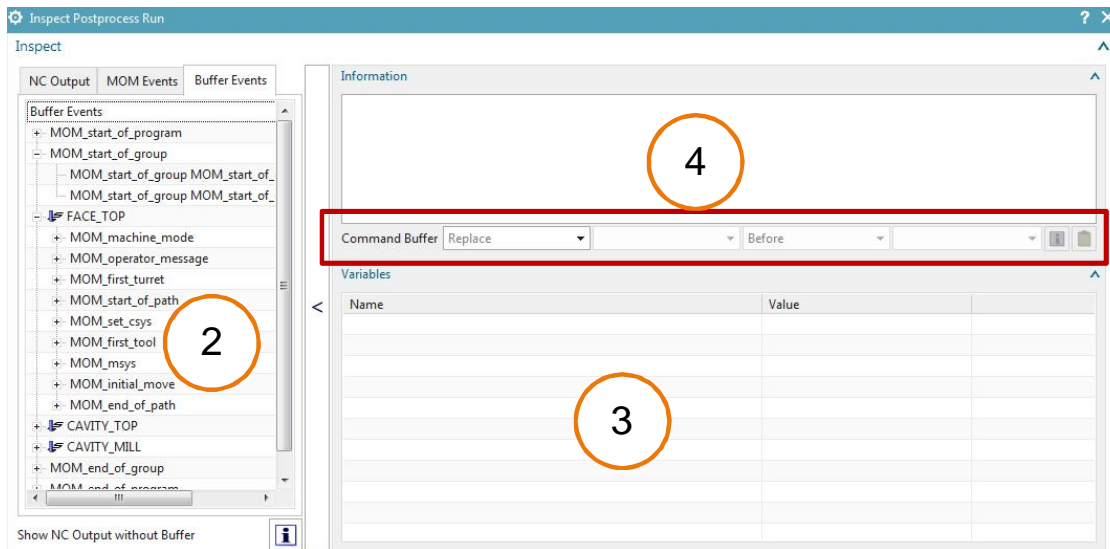 Inspect Postprocess Run ? X
Inspect
NC Output MOM Events Buffer Events
Buffer Events
MOM_start_of_program
MOM_start_of_group
MOM_start_of_group MOM_start_of_
MOM_start_of_group MOM_start_of_
FACE_TOP
MOM_machine_mode
MOM_operator_message
MOM_first_turret
MOM_start_of_path
MOM_set_csys
MOM_first_tool
MOM_msys
MOM_initial_move
MOM_end_of_path
CAVITY_TOP
CAVITY_MILL
MOM_end_of_group
MOM_end_of_program
2
Show NC Output without Buffer i
<
Information
4
Command Buffer Replace Before i
Variables
Name Value
3